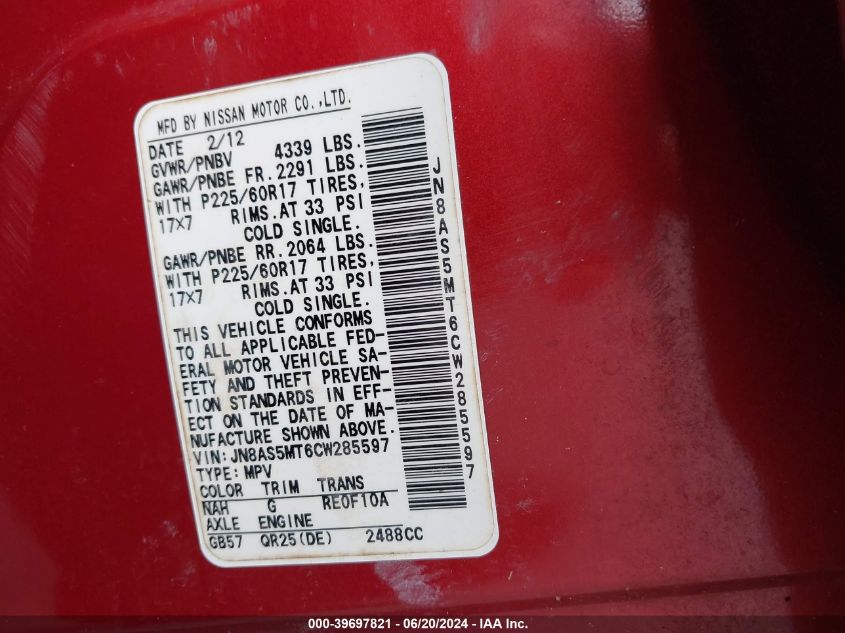 MFD BY NISSAN MOTOR CO.,LTD.
DATE 2/12
GVWR/PNBV 4339 LBS.
GAWR/PNBE FR.2291 LBS.
WITH P225/60R17 TIRES,
17X7 RIMS.AT 33 PSI
COLD SINGLE.
GAWR/PNBE RR.2064 LBS.
WITH P225/60R17 TIRES,
17X7 RIMS.AT 33 PSI
COLD SINGLE.
THIS VEHICLE CONFORMS
TO ALL APPLICABLE FED-
ERAL MOTOR VEHICLE SA-
FETY AND THEFT PREVEN-
TION STANDARDS IN EFF-
ECT ON THE DATE OF MA-
NUFACTURE SHOWN ABOVE.
VIN:JN8AS5MT6CW285597
TYPE:MPV
COLOR TRIM TRANS
NAH G RE0F10A
AXLE ENGINE
GB57 QR25(DE) 2488CC
JN8AS5MT6CW285597
000-39697821 - 06/20/2024 - IAA Inc.